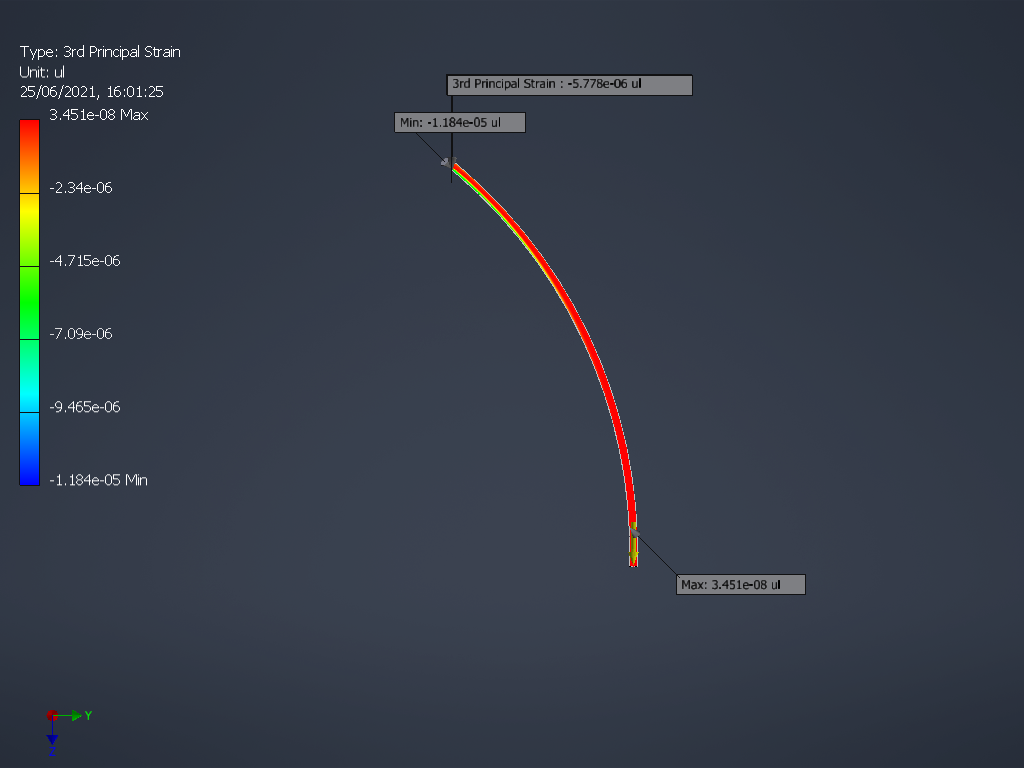 Type: 3rd Principal Strain
Unit: ul
25/06/2021, 16:01:25
3.451e-08 Max
-2.34e-06
-4.715e-06
-7.09e-06
-9.465e-06
-1.184e-05 Min
3rd Principal Strain : -5.778e-06 ul
Min: -1.184e-05 ul
Max: 3.451e-08 ul
Y
Z